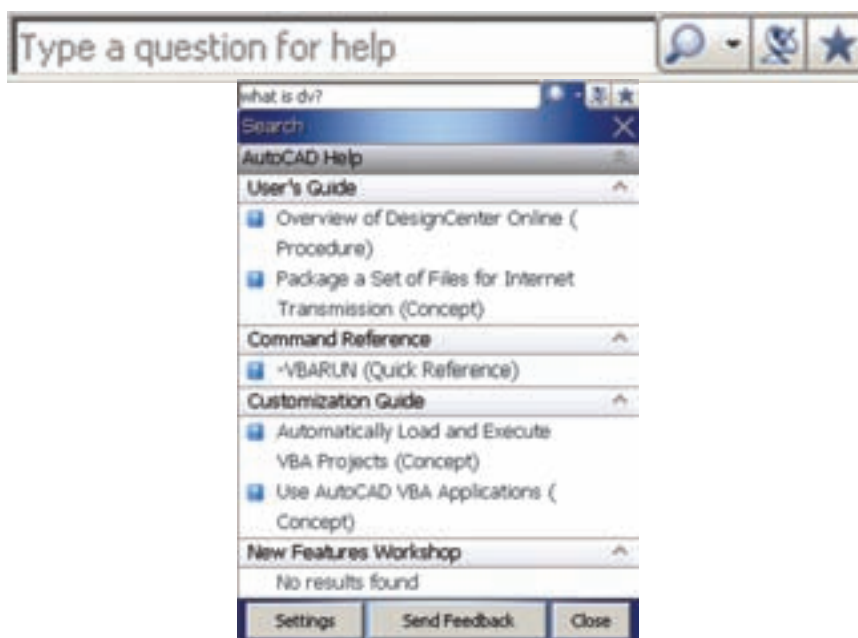 Type a question for help
what is dv?
Search
AutoCAD Help
User's Guide
Overview of DesignCenter Online (
Procedure)
Package a Set of Files for Internet
Transmission (Concept)
Command Reference
-VBARUN (Quick Reference)
Customization Guide
Automatically Load and Execute
VBA Projects (Concept)
Use AutoCAD VBA Applications (
Concept)
New Features Workshop
No results found
Settings Send Feedback Close